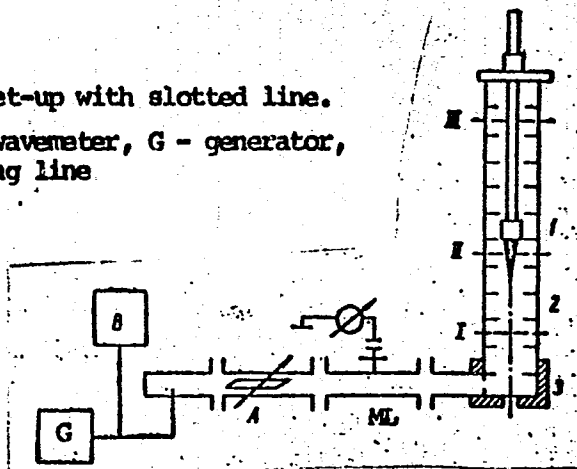 et-up with slotted line.
wavemeter, G - generator,
ng line
III
1
II
B
2
I
3
A
ML
G